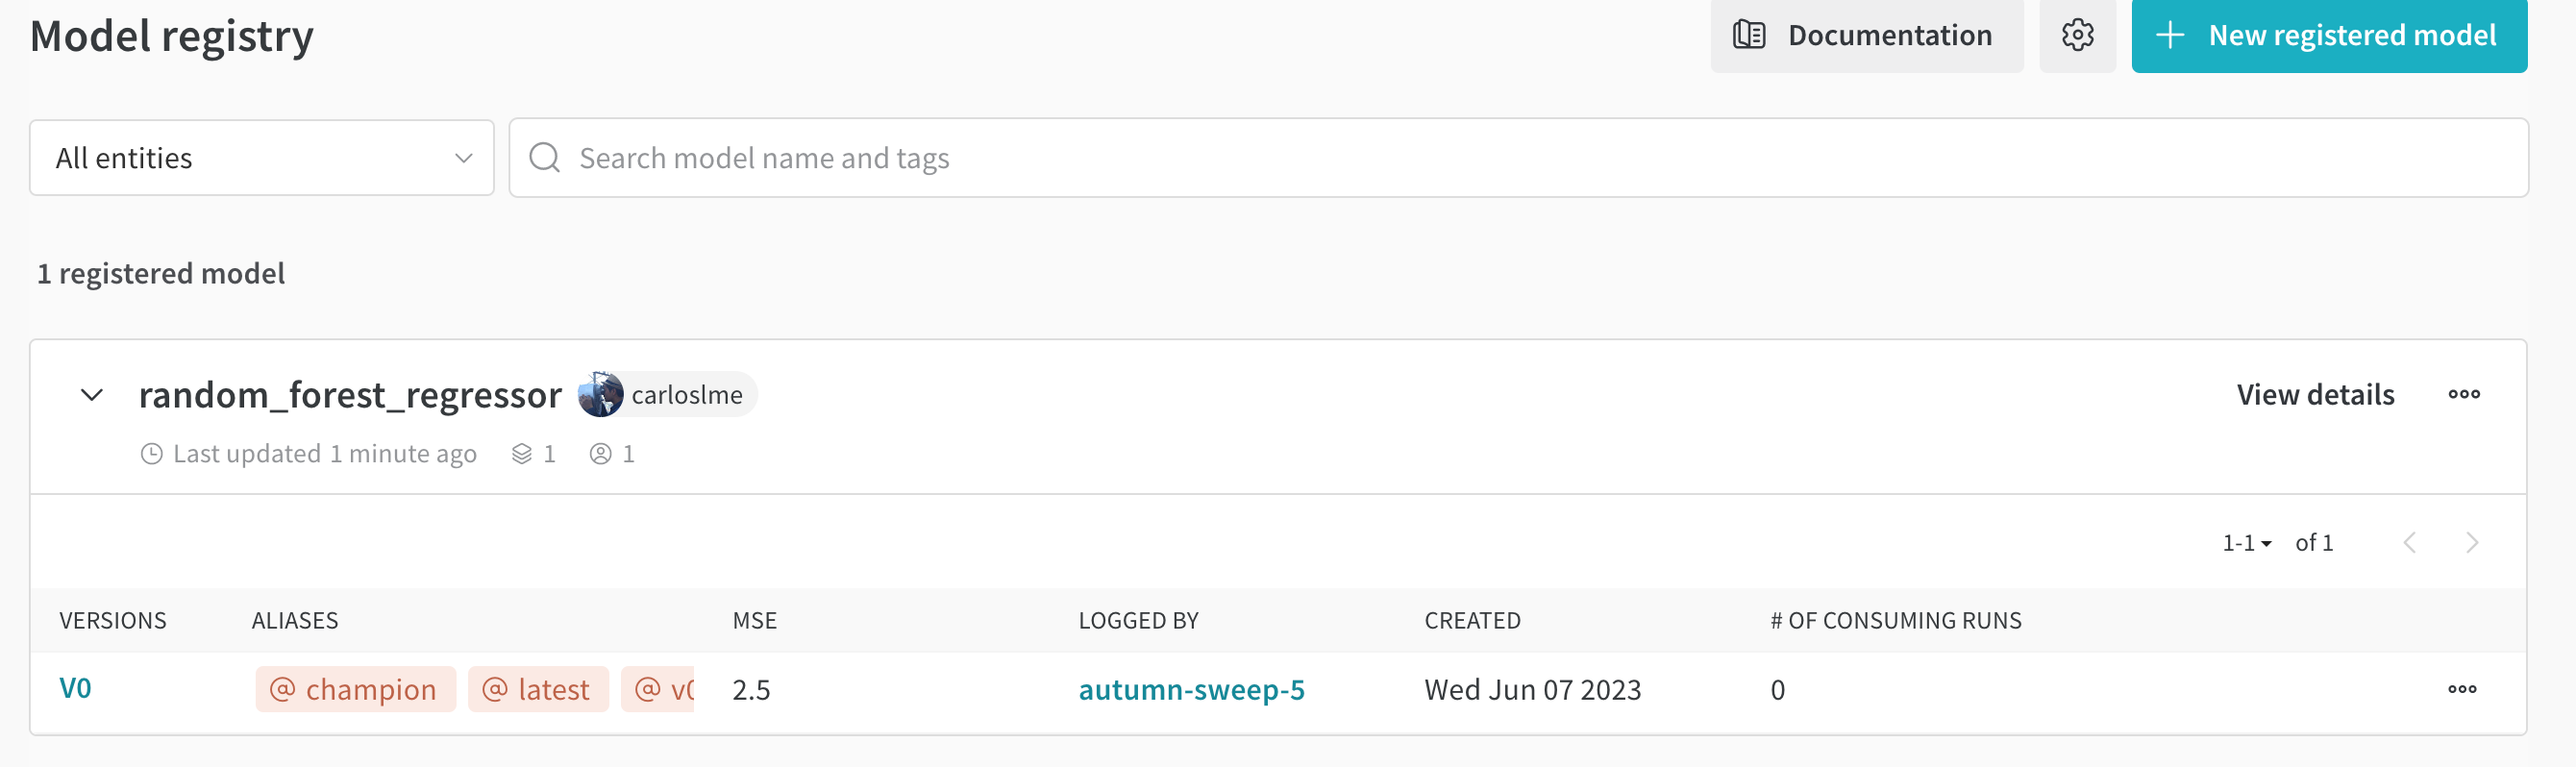 Model registry
Documentation
New registered model
All entities
Search model name and tags
1 registered model
random_forest_regressor carloslme
View details
Last updated 1 minute ago 1 1
1-1 of 1
VERSIONS ALIASES MSE LOGGED BY CREATED # OF CONSUMING RUNS
V0 @ champion @ latest @ v0 2.5 autumn-sweep-5 Wed Jun 07 2023 0